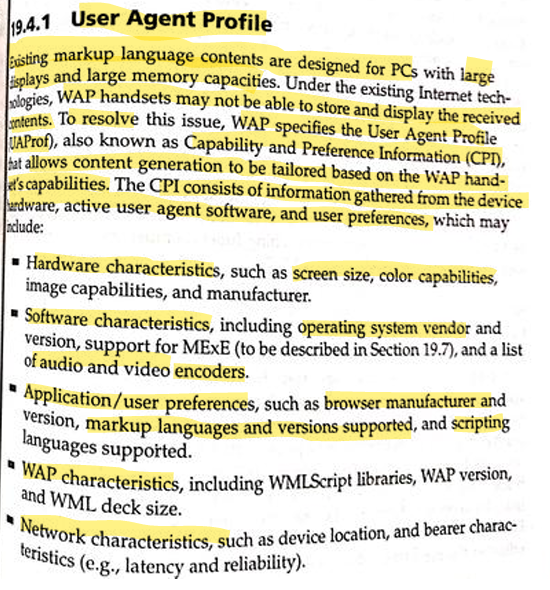 19.4.1 User Agent Profile
Existing markup language contents are designed for PCs with large
displays and large memory capacities. Under the existing Internet tech-
nologies, WAP handsets may not be able to store and display the received
contents. To resolve this issue, WAP specifies the User Agent Profile
(UAProf), also known as Capability and Preference Information (CPI),
that allows content generation to be tailored based on the WAP hand-
set's capabilities. The CPI consists of information gathered from the device
hardware, active user agent software, and user preferences, which may
include:
▪ Hardware characteristics, such as screen size, color capabilities,
image capabilities, and manufacturer.
▪ Software characteristics, including operating system vendor and
version, support for MExE (to be described in Section 19.7), and a list
of audio and video encoders.
▪ Application/user preferences, such as browser manufacturer and
version, markup languages and versions supported, and scripting
languages supported.
▪ WAP characteristics, including WMLScript libraries, WAP version,
and WML deck size.
▪ Network characteristics, such as device location, and bearer charac-
teristics (e.g., latency and reliability).